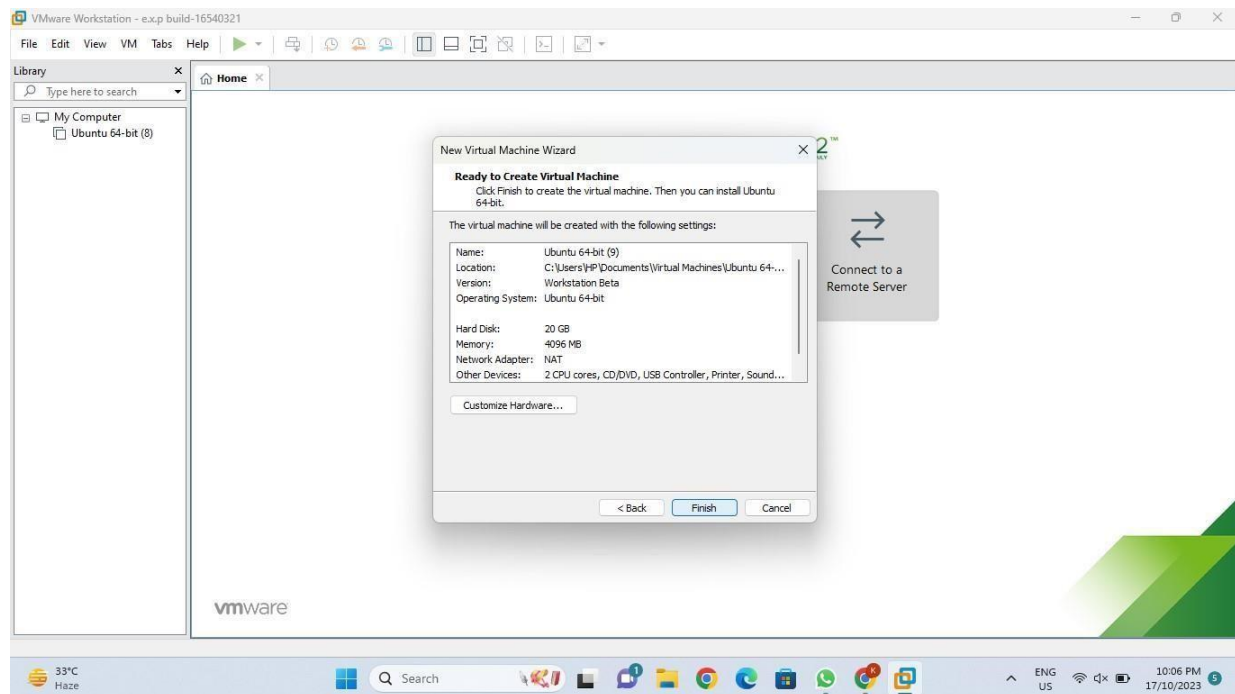 VMware Workstation - e.x.p build-16540321
File Edit View VM Tabs Help
Library
Home
Type here to search
My Computer
Ubuntu 64-bit (8)
2™
New Virtual Machine Wizard
Ready to Create Virtual Machine
Click Finish to create the virtual machine. Then you can install Ubuntu
64-bit.
The virtual machine will be created with the following settings:
Name: Ubuntu 64-bit (9)
Location: C:\Users\HP\Documents\Virtual Machines\Ubuntu 64-...
Version: Workstation Beta
Operating System: Ubuntu 64-bit
Hard Disk: 20 GB
Memory: 4096 MB
Network Adapter: NAT
Other Devices: 2 CPU cores, CD/DVD, USB Controller, Printer, Sound...
Customize Hardware...
< Back Finish Cancel
Connect to a
Remote Server
vmware
33°C
Haze
Search
1
K
ENG
US
10:06 PM
17/10/2023
5